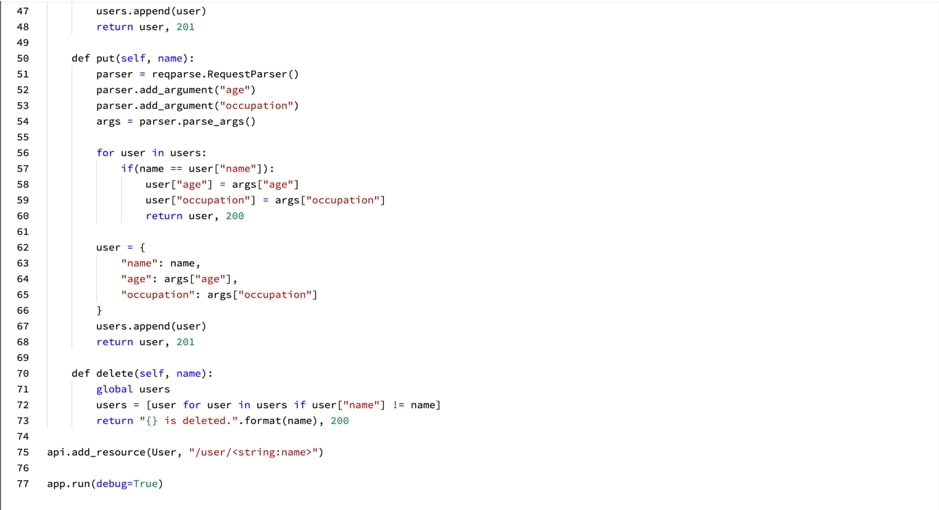 47 users.append(user)
48 return user, 201
49
50 def put(self, name):
51 parser = reqparse.RequestParser()
52 parser.add_argument("age")
53 parser.add_argument("occupation")
54 args = parser.parse_args()
55
56 for user in users:
57 if(name == user["name"]):
58 user["age"] = args["age"]
59 user["occupation"] = args["occupation"]
60 return user, 200
61
62 user = {
63 "name": name,
64 "age": args["age"],
65 "occupation": args["occupation"]
66 }
67 users.append(user)
68 return user, 201
69
70 def delete(self, name):
71 global users
72 users = [user for user in users if user["name"] != name]
73 return "{} is deleted.".format(name), 200
74
75 api.add_resource(User, "/user/<string:name>")
76
77 app.run(debug=True)